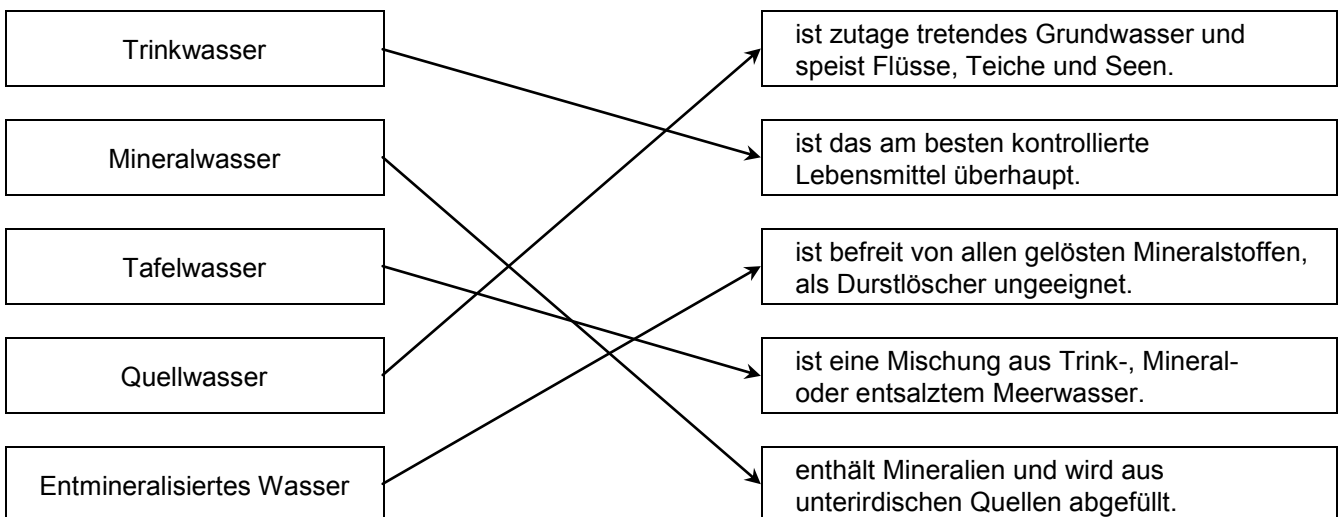 Trinkwasser
ist zutage tretendes Grundwasser und
speist Flüsse, Teiche und Seen.
Mineralwasser
ist das am besten kontrollierte
Lebensmittel überhaupt.
Tafelwasser
ist befreit von allen gelösten Mineralstoffen,
als Durstlöscher ungeeignet.
Quellwasser
ist eine Mischung aus Trink-, Mineral-
oder entsalztem Meerwasser.
Entmineralisiertes Wasser
enthält Mineralien und wird aus
unterirdischen Quellen abgefüllt.